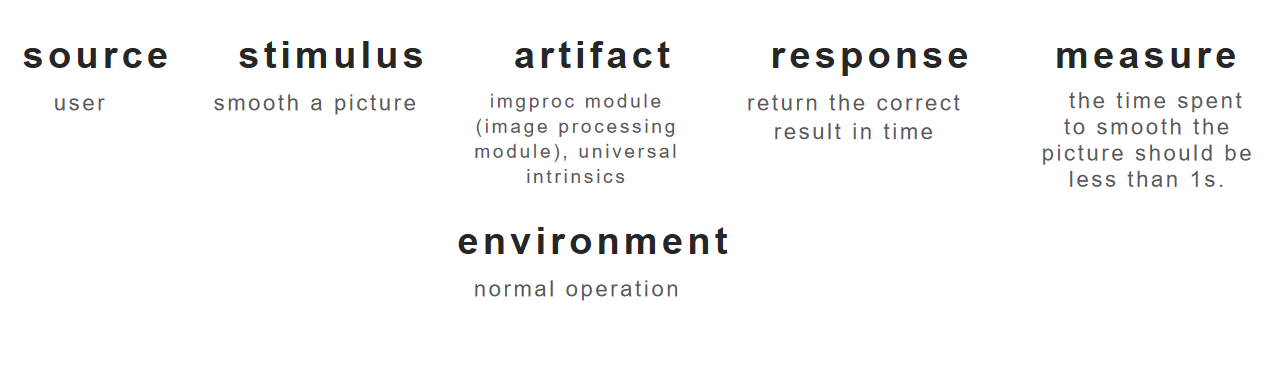 source
user
stimulus
smooth a picture
artifact
imgproc module
(image processing
module), universal
intrinsics
response
return the correct
result in time
measure
the time spent
to smooth the
picture should be
less than 1s.
environment
normal operation